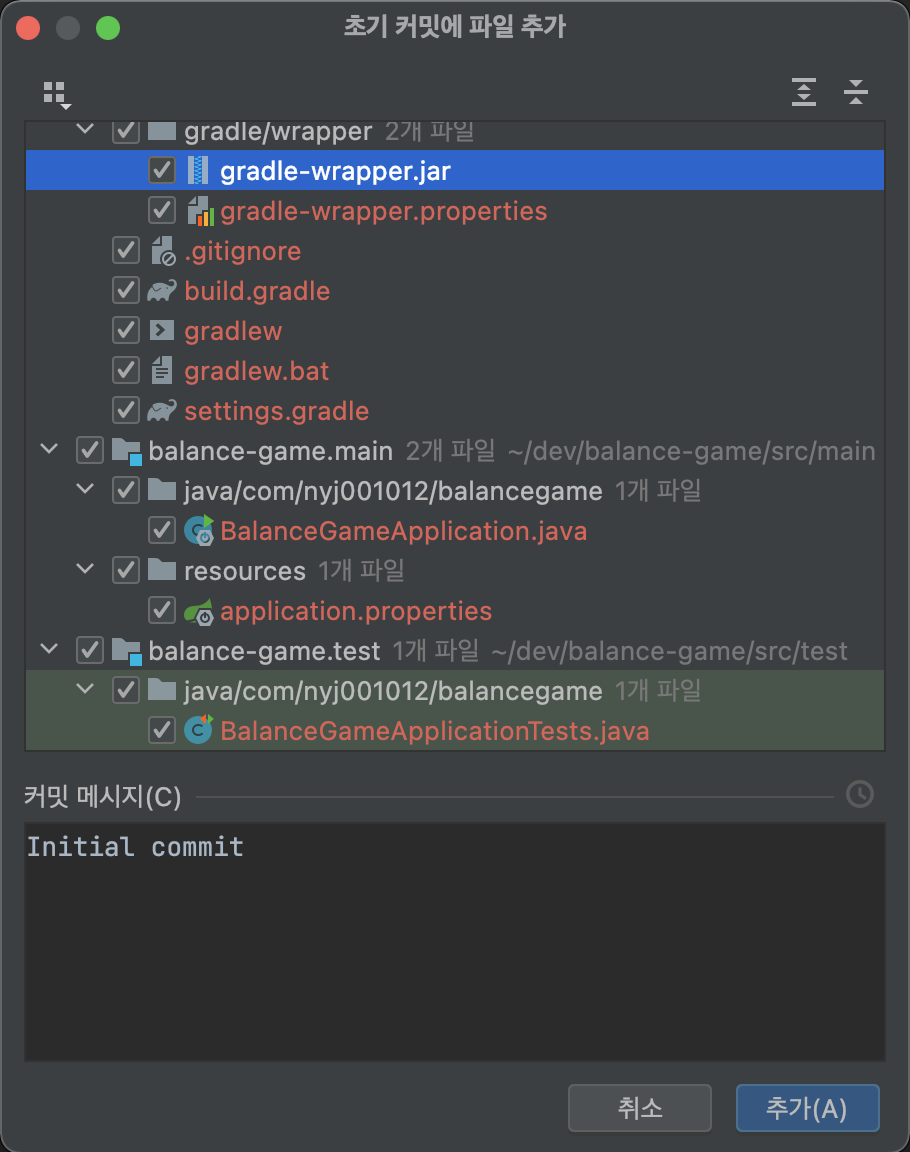 초기 커밋에 파일 추가
gradle/wrapper 2개 파일
gradle-wrapper.jar
gradle-wrapper.properties
.gitignore
build.gradle
gradlew
gradlew.bat
settings.gradle
balance-game.main 2개 파일 ~/dev/balance-game/src/main
java/com/nyj001012/balancegame 1개 파일
BalanceGameApplication.java
resources 1개 파일
application.properties
balance-game.test 1개 파일 ~/dev/balance-game/src/test
java/com/nyj001012/balancegame 1개 파일
BalanceGameApplicationTests.java
커밋 메시지(C)
Initial commit
취소 추가(A)